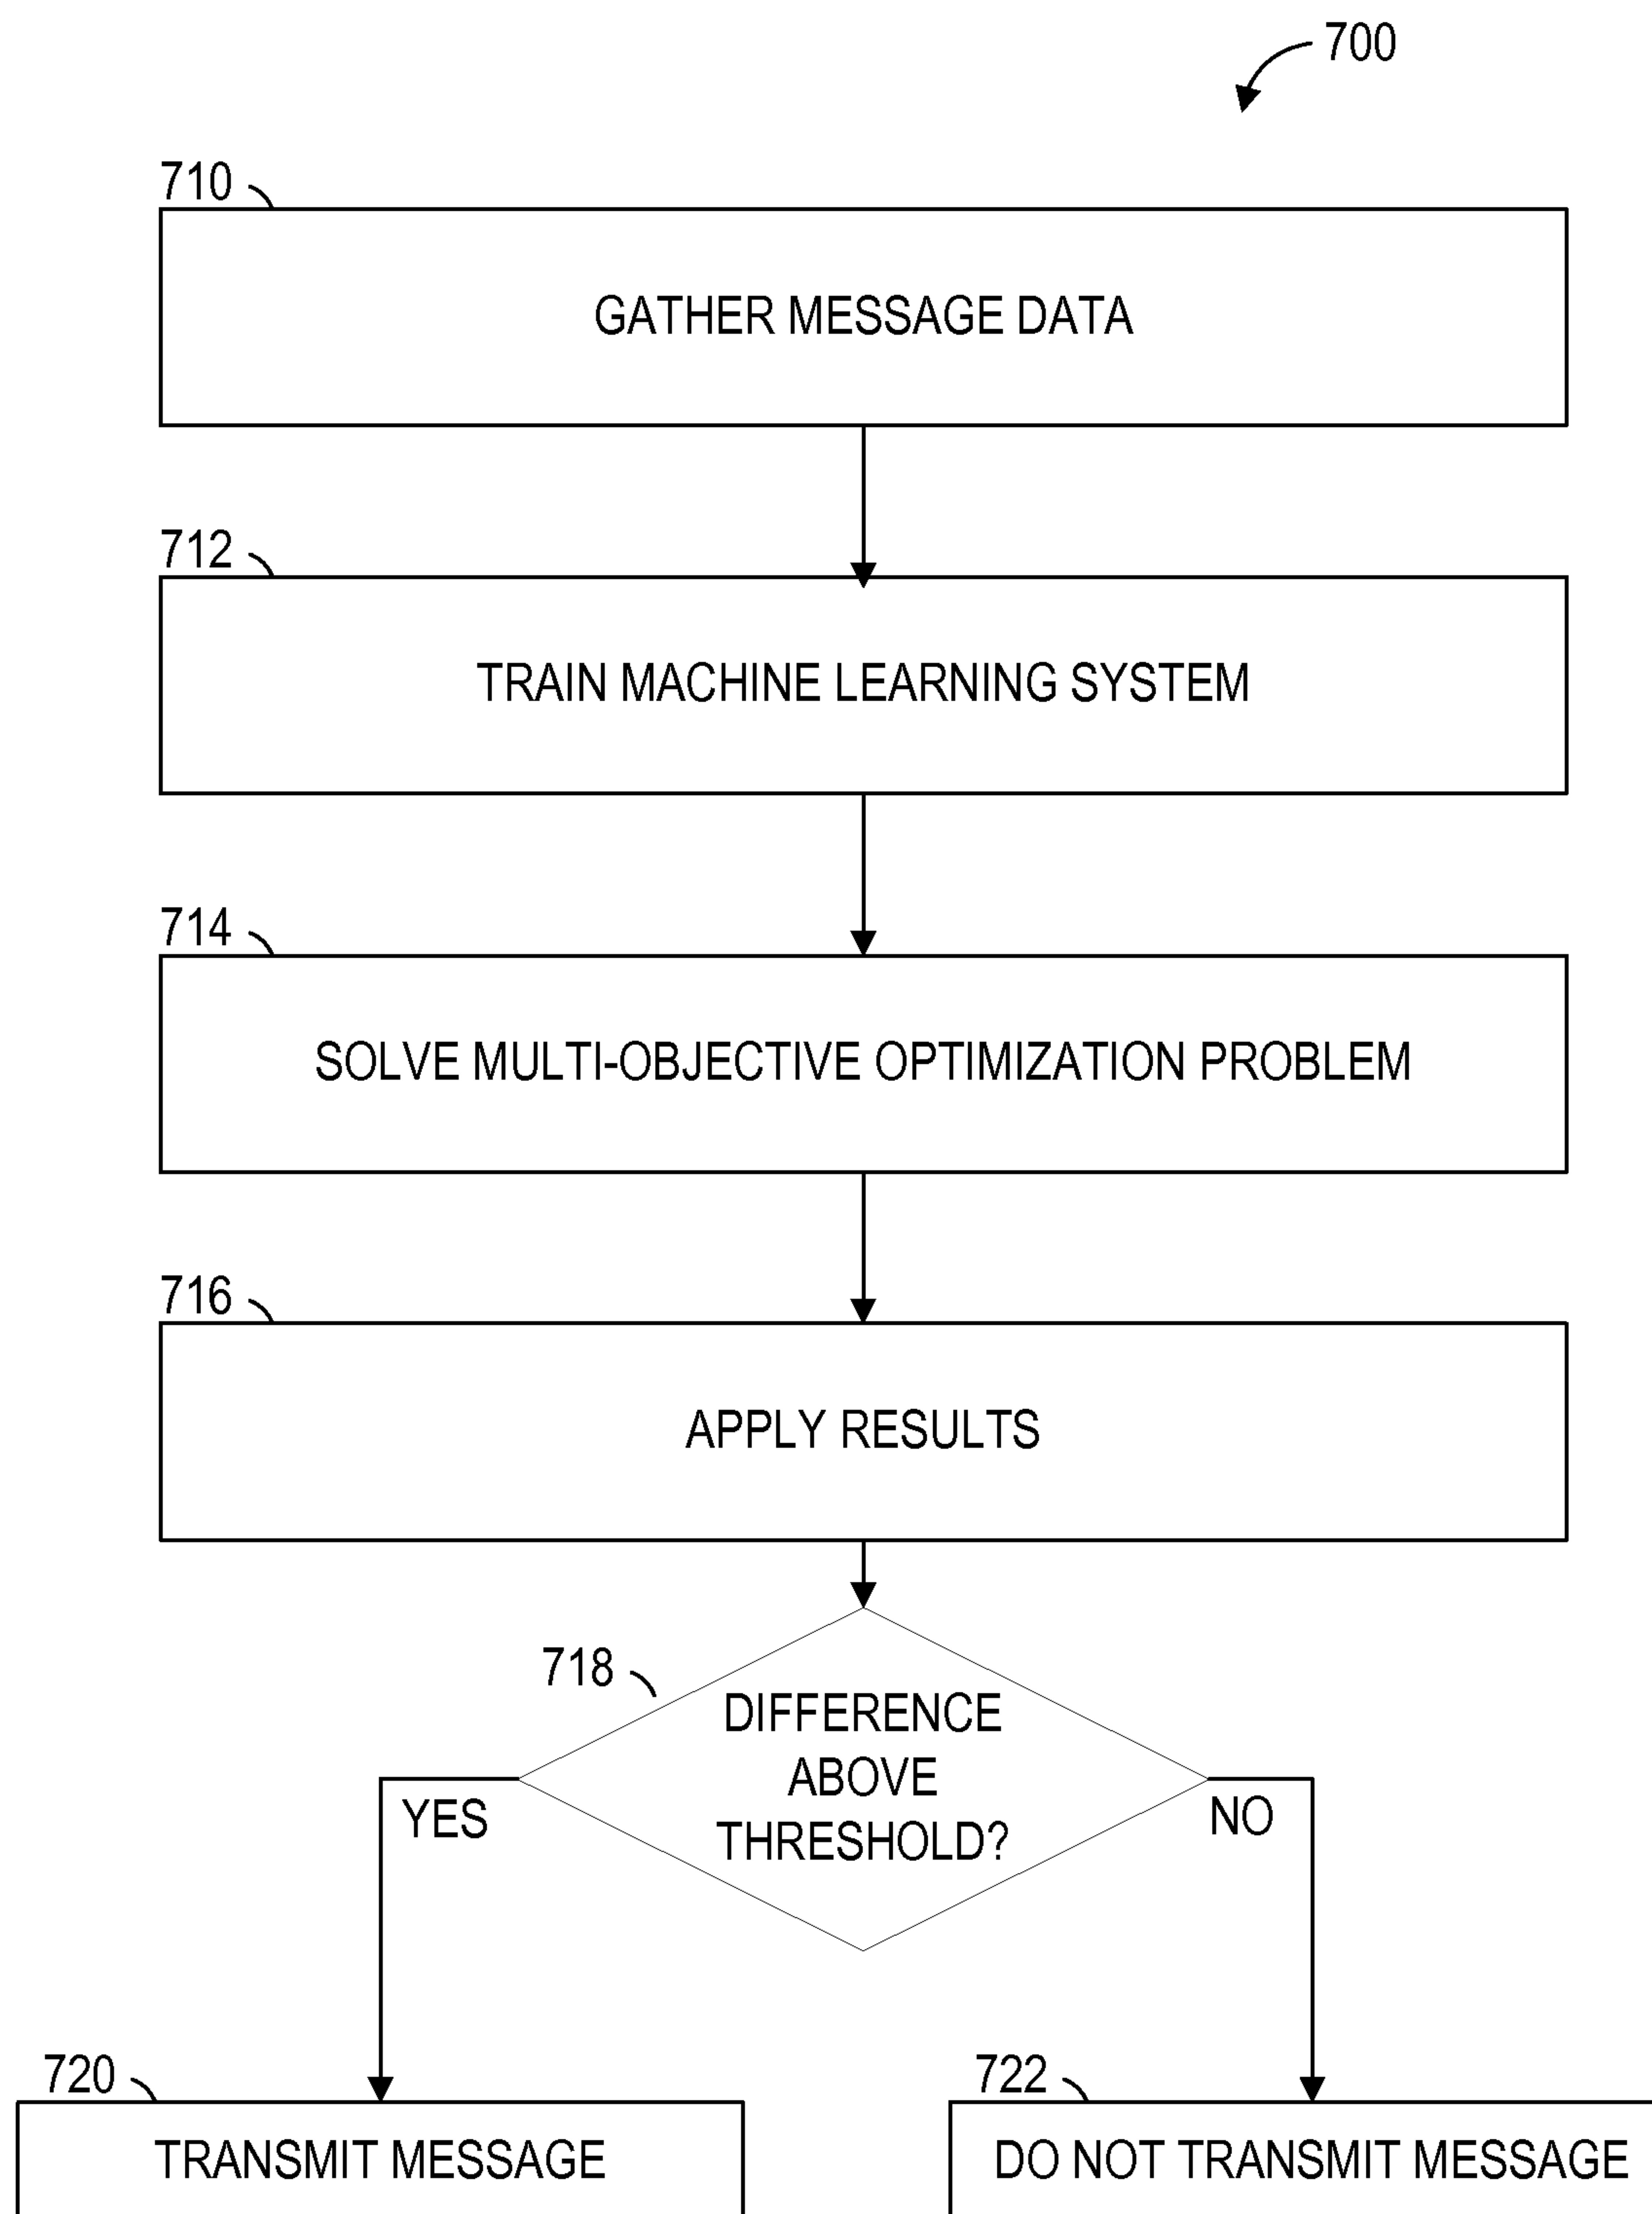 700
710
GATHER MESSAGE DATA
712
TRAIN MACHINE LEARNING SYSTEM
714
SOLVE MULTI-OBJECTIVE OPTIMIZATION PROBLEM
716
APPLY RESULTS
718
DIFFERENCE
ABOVE
THRESHOLD?
YES
NO
720
TRANSMIT MESSAGE
722
DO NOT TRANSMIT MESSAGE